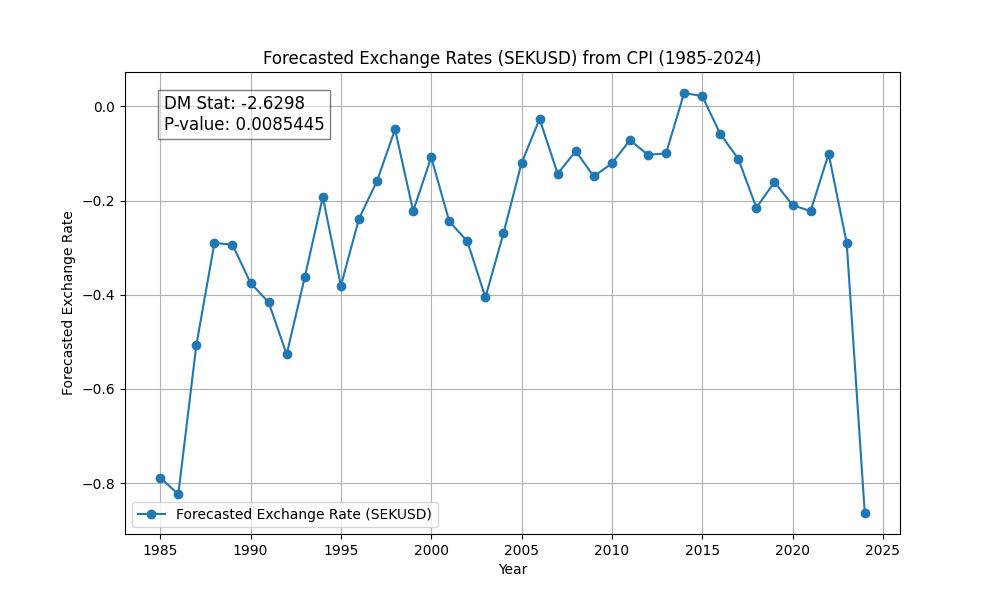 Forecasted Exchange Rates (SEKUSD) from CPI (1985-2024)
DM Stat: -2.6298
P-value: 0.0085445
0.0
−0.2
−0.4
−0.6
−0.8
Forecasted Exchange Rate
Forecasted Exchange Rate (SEKUSD)
1985 1990 1995 2000 2005 2010 2015 2020 2025
Year